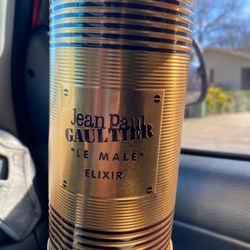 Jean Paul
GAULTIER
"LE MALE"
ELIXIR